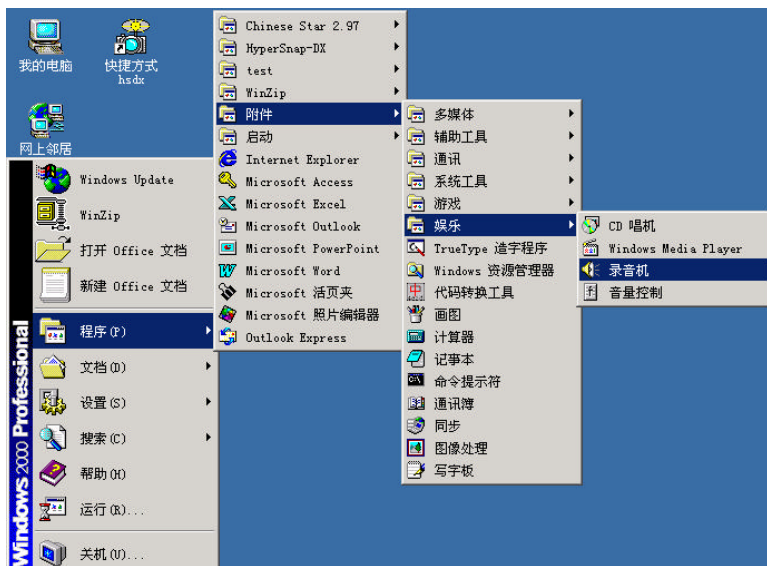 我的电脑
快捷方式
hsdx
网上邻居
Windows Update
WinZip
打开 Office 文档
新建 Office 文档
程序(P)
文档(D)
设置(S)
搜索(C)
帮助(H)
运行(R)...
关机(U)...
Windows 2000 Professional
Chinese Star 2.97
HyperSnap-DX
test
WinZip
附件
启动
Internet Explorer
Microsoft Access
Microsoft Excel
Microsoft Outlook
Microsoft PowerPoint
Microsoft Word
Microsoft 活页夹
Microsoft 照片编辑器
Outlook Express
多媒体
辅助工具
通讯
系统工具
游戏
娱乐
TrueType 造字程序
Windows 资源管理器
代码转换工具
画图
计算器
记事本
命令提示符
通讯簿
同步
图像处理
写字板
CD 唱机
Windows Media Player
录音机
音量控制